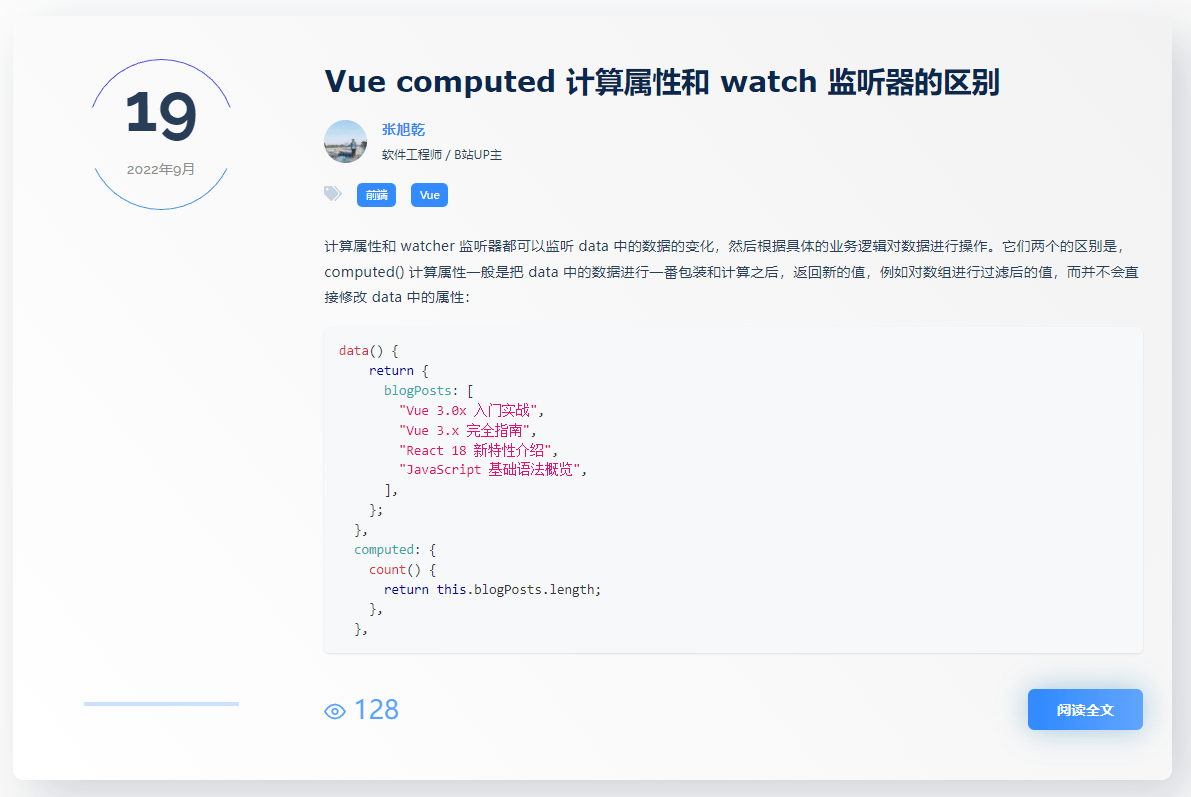 19
2022年9月
Vue computed 计算属性和 watch 监听器的区别
张旭乾
软件工程师 / B站UP主
前端 Vue
计算属性和 watcher 监听器都可以监听 data 中的数据的变化，然后根据具体的业务逻辑对数据进行操作。它们两个的区别是，
computed() 计算属性一般是把 data 中的数据进行一番包装和计算之后，返回新的值，例如对数组进行过滤后的值，而并不会直
接修改 data 中的属性：
data() {
    return {
      blogPosts: [
        "Vue 3.0x 入门实战",
        "Vue 3.x 完全指南",
        "React 18 新特性介绍",
        "JavaScript 基础语法概览",
      ],
    };
  },
  computed: {
    count() {
      return this.blogPosts.length;
    },
  },
128
阅读全文